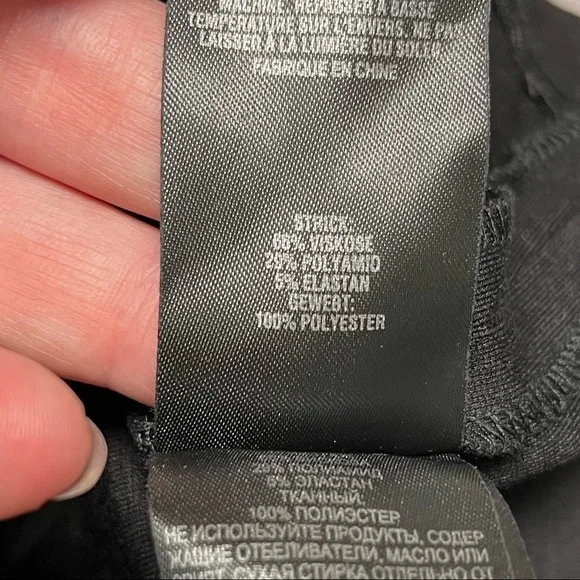 MACHINE. REPASSER À BASSE
TEMPÉRATURE SUR L'ENVERS. NE PAS
LAISSER À LA LUMIÈRE DU SOLEIL
FABRIQUÉ EN CHINE
STRICK:
66% VISKOSE
29% POLYAMID
5% ELASTAN
GEWEBT:
100% POLYESTER
29% ПОЛИАМИД
5% ЭЛАСТАН
ТКАННЫЙ:
100% ПОЛИЭСТЕР
НЕ ИСПОЛЬЗУЙТЕ ПРОДУКТЫ, СОДЕР
ЖАЩИЕ ОТБЕЛИВАТЕЛИ, МАСЛО ИЛИ
СУХАЯ СТИРКА ОТДЕЛЬНО ОТ